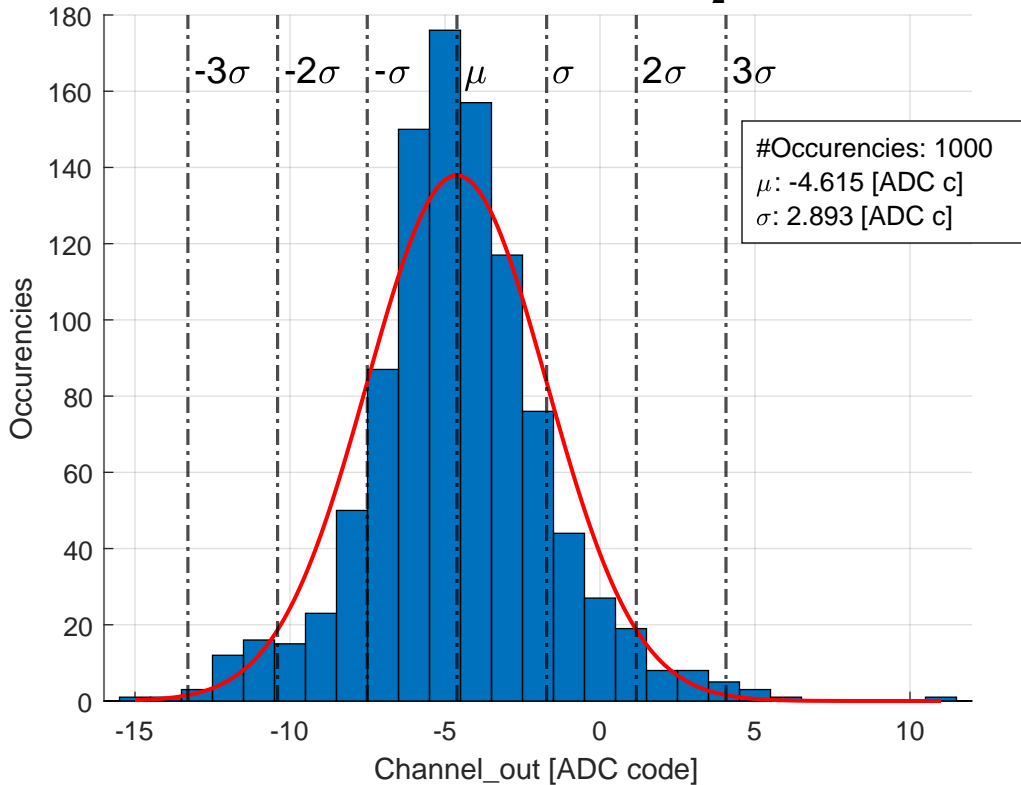 180
160
140
120
100
80
60
40
20
0
Occurencies
-3σ
-2σ
-σ
μ
σ
2σ
3σ
#Occurencies: 1000
μ: -4.615 [ADC c]
σ: 2.893 [ADC c]
-15
-10
-5
0
5
10
Channel_out [ADC code]